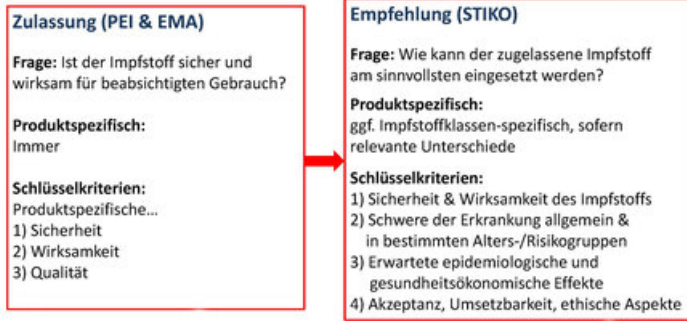 Zulassung (PEI & EMA)
Frage: Ist der Impfstoff sicher und
wirksam für beabsichtigten Gebrauch?
Produktspezifisch:
Immer
Schlüsselkriterien:
Produktspezifische...
1) Sicherheit
2) Wirksamkeit
3) Qualität
Empfehlung (STIKO)
Frage: Wie kann der zugelassene Impfstoff
am sinnvollsten eingesetzt werden?
Produktspezifisch:
ggf. Impfstoffklassen-spezifisch, sofern
relevante Unterschiede
Schlüsselkriterien:
1) Sicherheit & Wirksamkeit des Impfstoffs
2) Schwere der Erkrankung allgemein &
in bestimmten Alters-/Risikogruppen
3) Erwartete epidemiologische und
gesundheitsökonomische Effekte
4) Akzeptanz, Umsetzbarkeit, ethische Aspekte